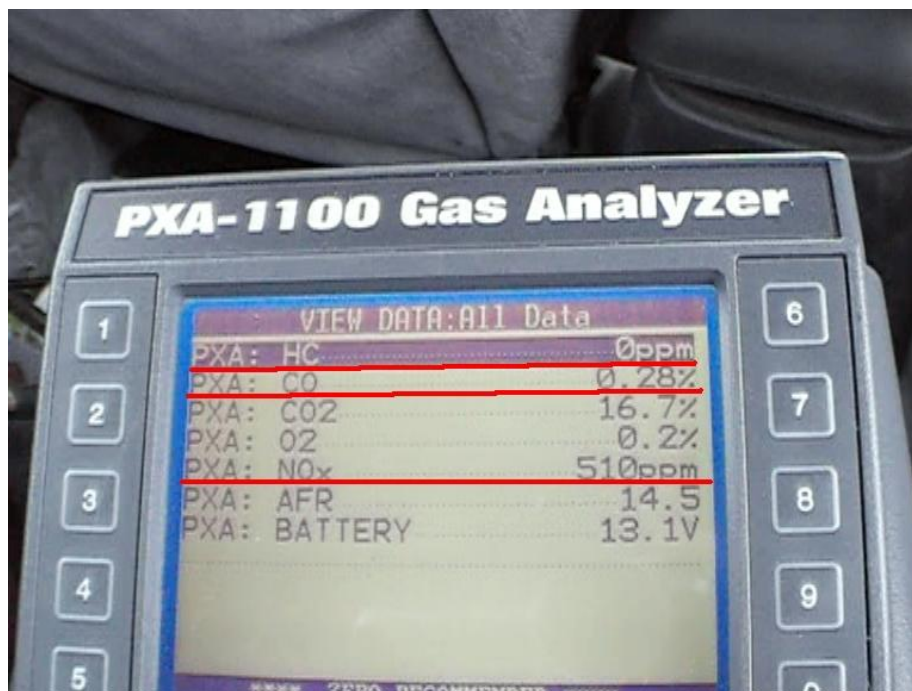 PXA-1100 Gas Analyzer
VIEW DATA:All Data
PXA: HC 0ppm
PXA: CO 0.28%
PXA: CO2 16.7%
PXA: O2 0.2%
PXA: NOx 510ppm
PXA: AFR 14.5
PXA: BATTERY 13.1V
**** ZERO RECOMMENDED
1
2
3
4
5
6
7
8
9